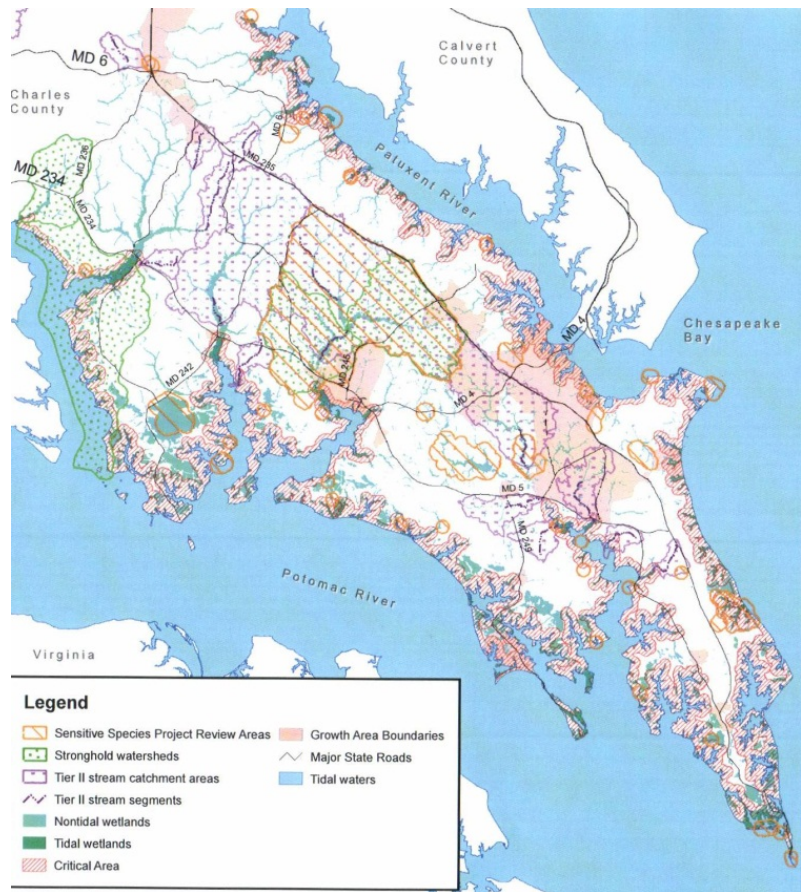 MD 6
Calvert
County
Charles
County
MD 6
Patuxent River
MD 235
MD 236
MD 234
MD 234
MD 4
Chesapeake
Bay
MD 242
MD 245
MD 4
MD 5
MD 249
Potomac River
Virginia
Legend
Sensitive Species Project Review Areas
Stronghold watersheds
Tier II stream catchment areas
Tier II stream segments
Nontidal wetlands
Tidal wetlands
Critical Area
Growth Area Boundaries
Major State Roads
Tidal waters